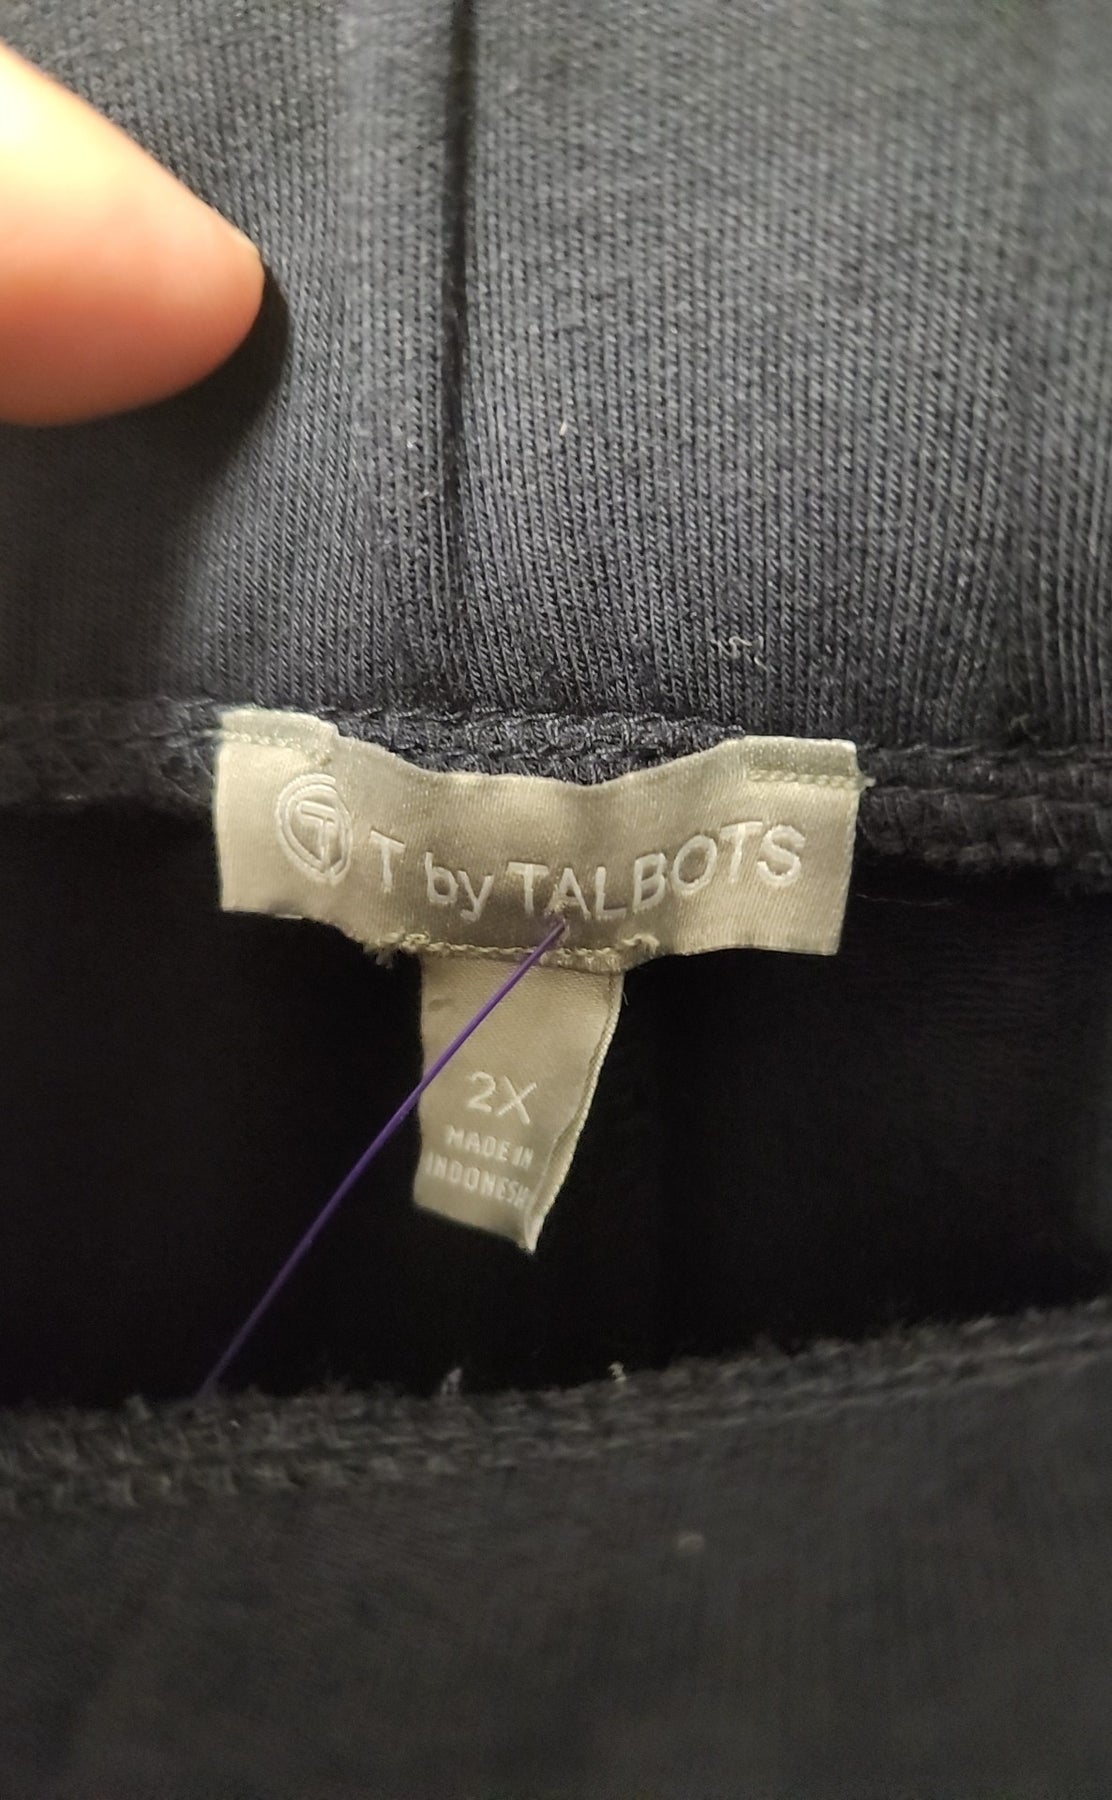 T T by TALBOTS
2X
MADE IN
INDONESIA